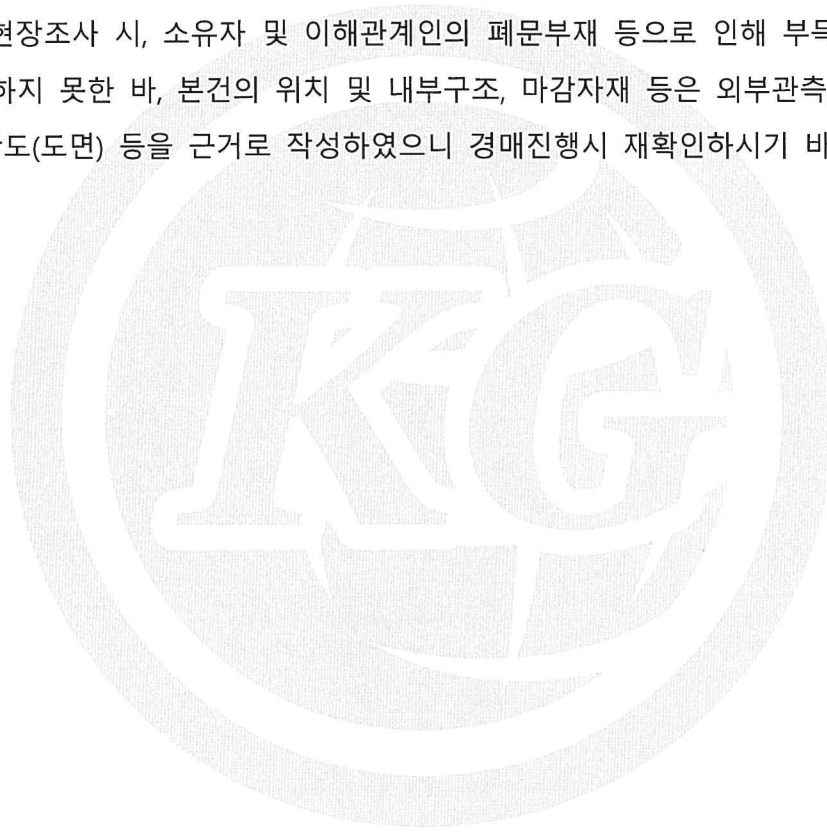 현장조사 시, 소유자 및 이해관계인의 폐문부재 등으로 인해 부득
하지 못한 바, 본건의 위치 및 내부구조, 마감자재 등은 외부관측
도(도면) 등을 근거로 작성하였으니 경매진행시 재확인하시기 바
KG